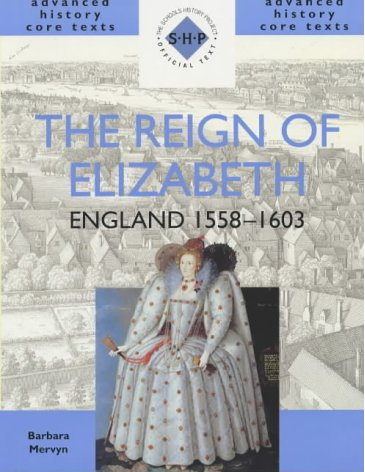 advanced
history
core texts
advanced
history
core texts
THE SCHOOLS HISTORY PROJECT
S·H·P
OFFICIAL TEXT
THE REIGN OF
ELIZABETH
ENGLAND 1558–1603
Barbara
Mervyn